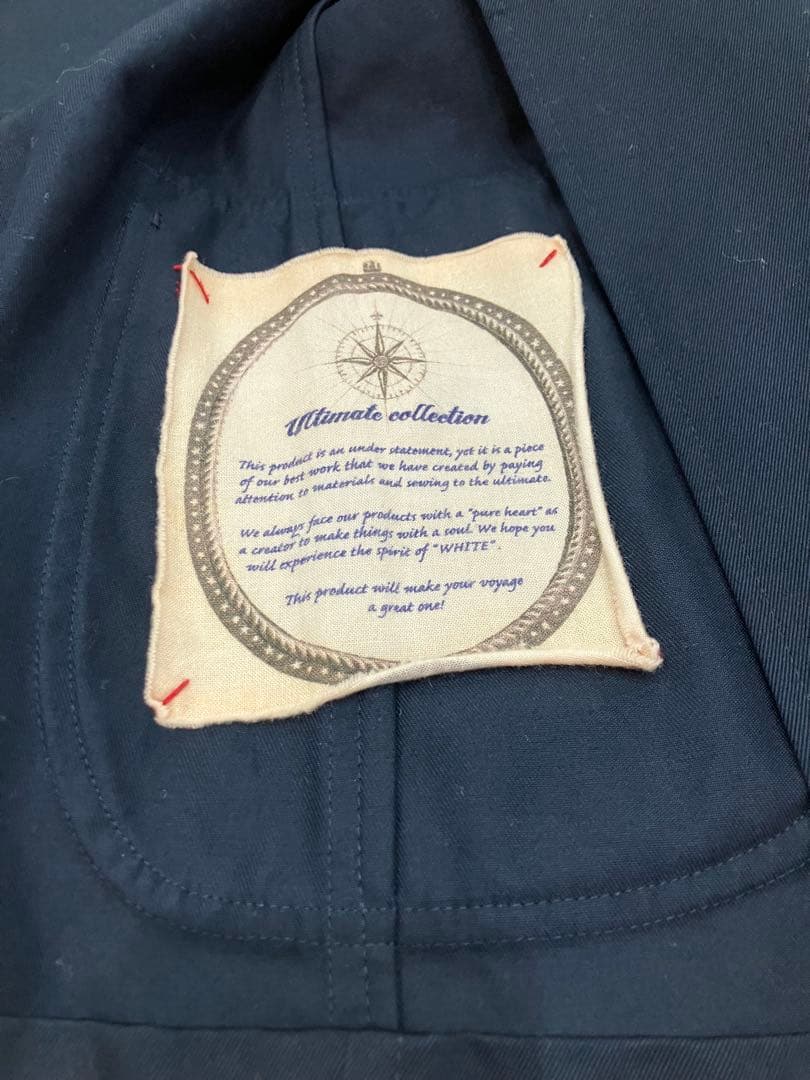 Ultimate collection
This product is an under statement, yet it is a piece
of our best work that we have created by paying
attention to materials and sewing to the ultimate.
We always face our products with a "pure heart" as
a creator to make things with a soul. We hope you
will experience the spirit of "WHITE".
This product will make your voyage
a great one!